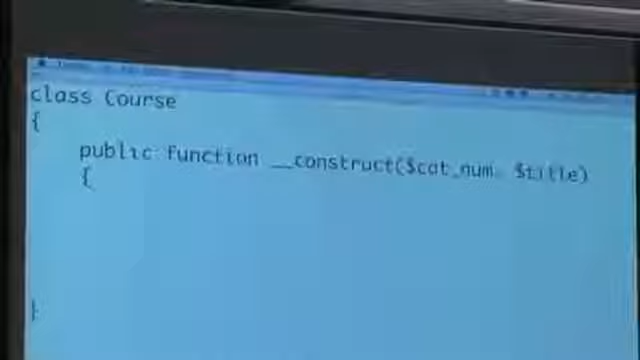 class Course
{
public function __construct($cat_num, $title)
{
}